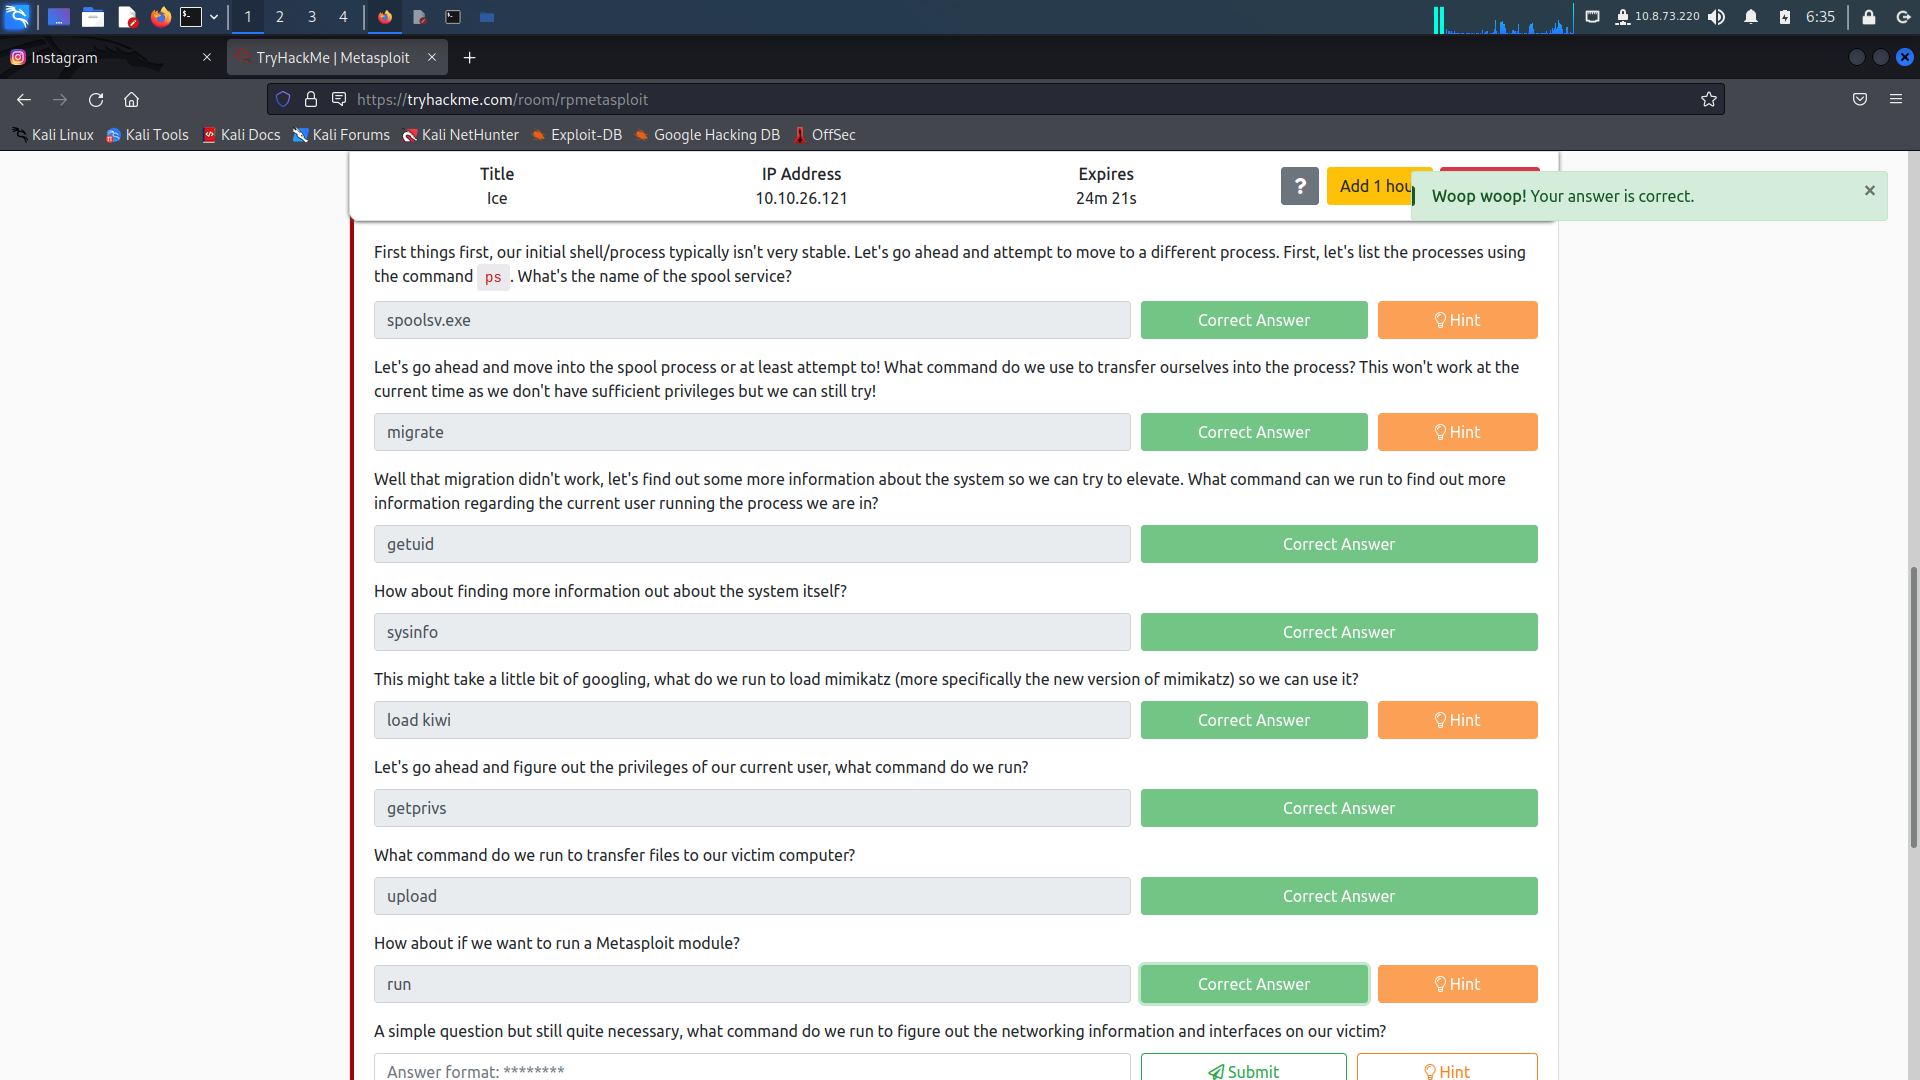 1
2
3
4
10.8.73.220
6:35
Instagram
TryHackMe | Metasploit
https://tryhackme.com/room/rpmetasploit
Kali Linux
Kali Tools
Kali Docs
Kali Forums
Kali NetHunter
Exploit-DB
Google Hacking DB
OffSec
Title
IP Address
Expires
Ice
10.10.26.121
24m 21s
?
Add 1 hou
Woop woop! Your answer is correct.
First things first, our initial shell/process typically isn't very stable. Let's go ahead and attempt to move to a different process. First, let's list the processes using
the command ps . What's the name of the spool service?
spoolsv.exe
Correct Answer
Hint
Let's go ahead and move into the spool process or at least attempt to! What command do we use to transfer ourselves into the process? This won't work at the
current time as we don't have sufficient privileges but we can still try!
migrate
Correct Answer
Hint
Well that migration didn't work, let's find out some more information about the system so we can try to elevate. What command can we run to find out more
information regarding the current user running the process we are in?
getuid
Correct Answer
How about finding more information out about the system itself?
sysinfo
Correct Answer
This might take a little bit of googling, what do we run to load mimikatz (more specifically the new version of mimikatz) so we can use it?
load kiwi
Correct Answer
Hint
Let's go ahead and figure out the privileges of our current user, what command do we run?
getprivs
Correct Answer
What command do we run to transfer files to our victim computer?
upload
Correct Answer
How about if we want to run a Metasploit module?
run
Correct Answer
Hint
A simple question but still quite necessary, what command do we run to figure out the networking information and interfaces on our victim?
Answer format: ********
Submit
Hint